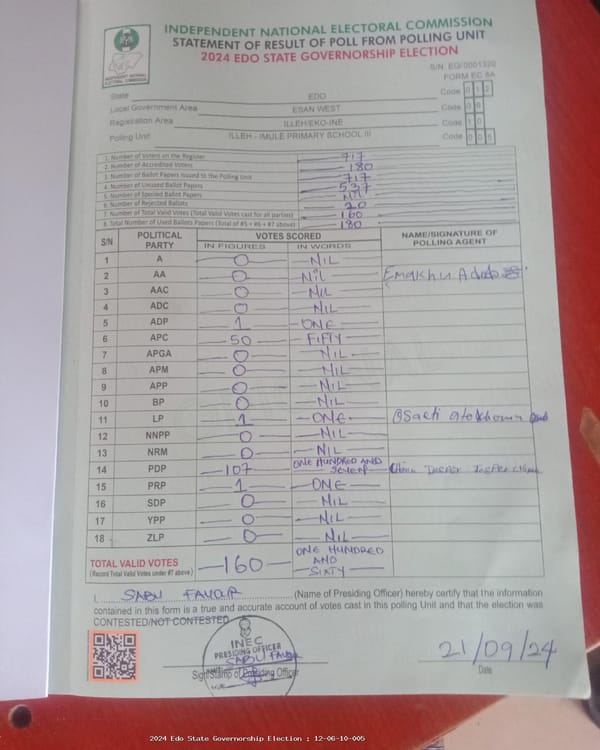 INDEPENDENT NATIONAL ELECTORAL COMMISSION
STATEMENT OF RESULT OF POLL FROM POLLING UNIT
2024 EDO STATE GOVERNORSHIP ELECTION
S/N: EG/0001320
FORM EC 8A
INDEPENDENT NATIONAL ELECTORAL COMMISSION
State EDO Code 0 1 2
Local Government Area ESAN WEST Code 0 6
Registration Area ILLEH/EKO-INE Code 1 0
Polling Unit ILLEH - IMULE PRIMARY SCHOOL III Code 0 0 5
1. Number of Voters on the Register 717
2. Number of Accredited Voters 180
3. Number of Ballot Papers Issued to the Polling Unit 717
4. Number of Unused Ballot Papers 537
5. Number of Spoiled Ballot Papers NIL
6. Number of Rejected Ballots 20
7. Number of Total Valid Votes (Total Valid Votes cast for all parties) 160
8. Total Number of Used Ballots Papers (Total of #5 + #6 + #7 above) 180
S/N POLITICAL PARTY VOTES SCORED NAME/SIGNATURE OF POLLING AGENT
IN FIGURES IN WORDS
1 A 0 NIL
2 AA 0 NIL
3 AAC 0 NIL
4 ADC 0 NIL
5 ADP 1 ONE
6 APC 50 FIFTY
7 APGA 0 NIL
8 APM 0 NIL
9 APP 0 NIL
10 BP 0 NIL
11 LP 1 ONE
12 NNPP 0 NIL
13 NRM 0 NIL
14 PDP 107 ONE HUNDRED AND SEVEN
15 PRP 1 ONE
16 SDP 0 NIL
17 YPP 0 NIL
18 ZLP 0 NIL
TOTAL VALID VOTES 160 ONE HUNDRED AND SIXTY
(Record Total Valid Votes under #7 above)
I, SABU FAVOUR (Name of Presiding Officer) hereby certify that the information
contained in this form is a true and accurate account of votes cast in this polling Unit and that the election was
CONTESTED/NOT CONTESTED
INEC
PRESIDING OFFICER
SABU FAVOUR
Sign/Stamp of Presiding Officer
21/09/24
Date
2024 Edo State Governorship Election : 12-06-10-005